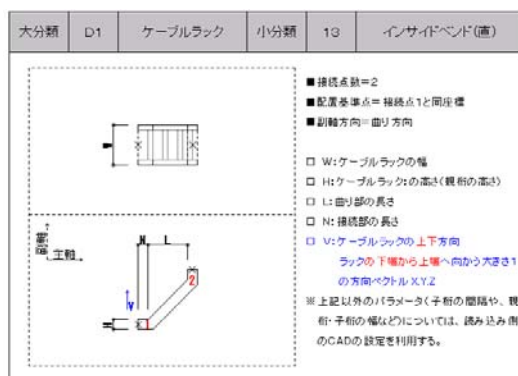 大分類 D1 ケーブルラック 小分類 13 インサイドベンド(直)
■接続点数=2
■配置基準点=接続点1と同座標
■副軸方向=曲り方向
□ W:ケーブルラックの幅
□ H:ケーブルラック:の高さ(親桁の高さ)
□ L:曲り部の長さ
□ N:接続部の長さ
□ V:ケーブルラックの上下方向
ラックの下端から上端へ向かう大きさ1
の方向ベクトル X,Y,Z
※上記以外のパラメータ(子桁の間隔や、親
桁・子桁の幅など)については、読み込み側
のCADの設定を利用する。
W
副軸
主軸
N L
V
H
1
2